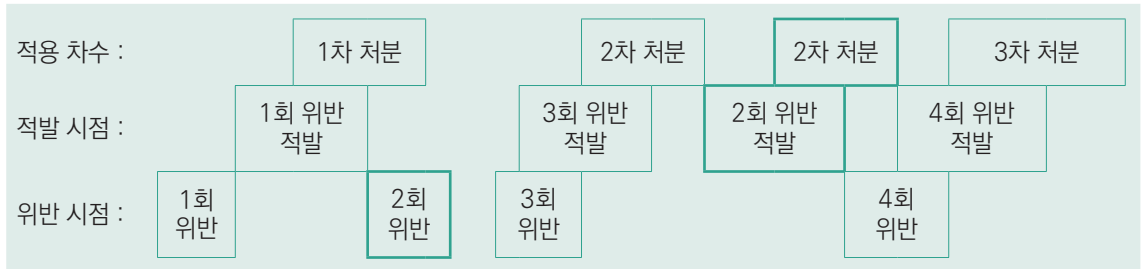 적용 차수 : 1차 처분 2차 처분 2차 처분 3차 처분
적발 시점 : 1회 위반 적발 3회 위반 적발 2회 위반 적발 4회 위반 적발
위반 시점 : 1회 위반 2회 위반 3회 위반 4회 위반